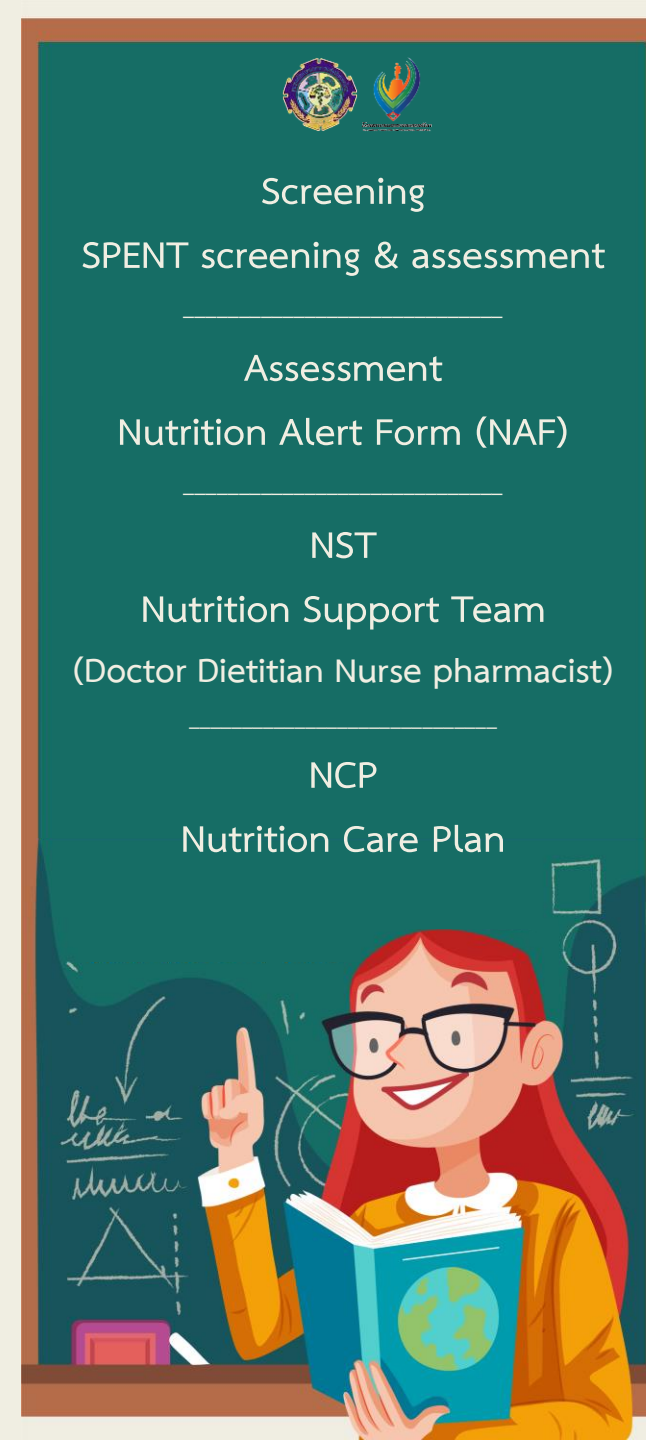 Screening
SPENT screening & assessment
Assessment
Nutrition Alert Form (NAF)
NST
Nutrition Support Team
(Doctor Dietitian Nurse pharmacist)
NCP
Nutrition Care Plan